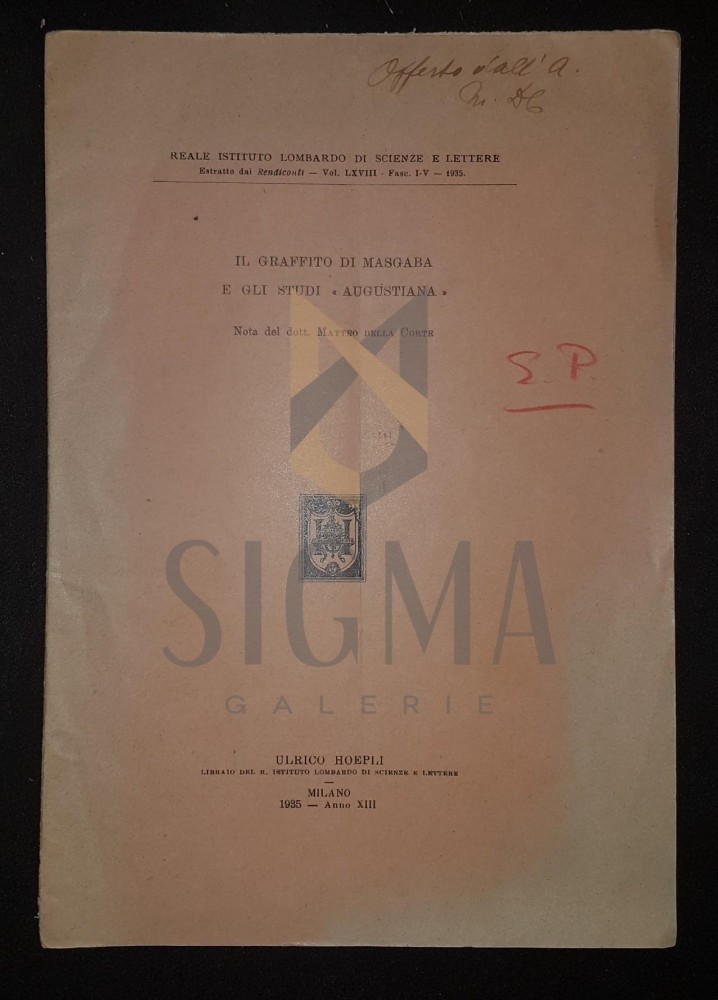 Offerto dall' A.
M. DC
REALE ISTITUTO LOMBARDO DI SCIENZE E LETTERE
Estratto dai Rendiconti — Vol. LXVIII - Fasc. I-V — 1935.
IL GRAFFITO DI MASGABA
E GLI STUDI « AUGUSTIANA »
Nota del dott. MATTEO DELLA CORTE
S. P.
SIGMA
GALERIE
ULRICO HOEPLI
LIBRAIO DEL R. ISTITUTO LOMBARDO DI SCIENZE E LETTERE
MILANO
1935 — Anno XIII